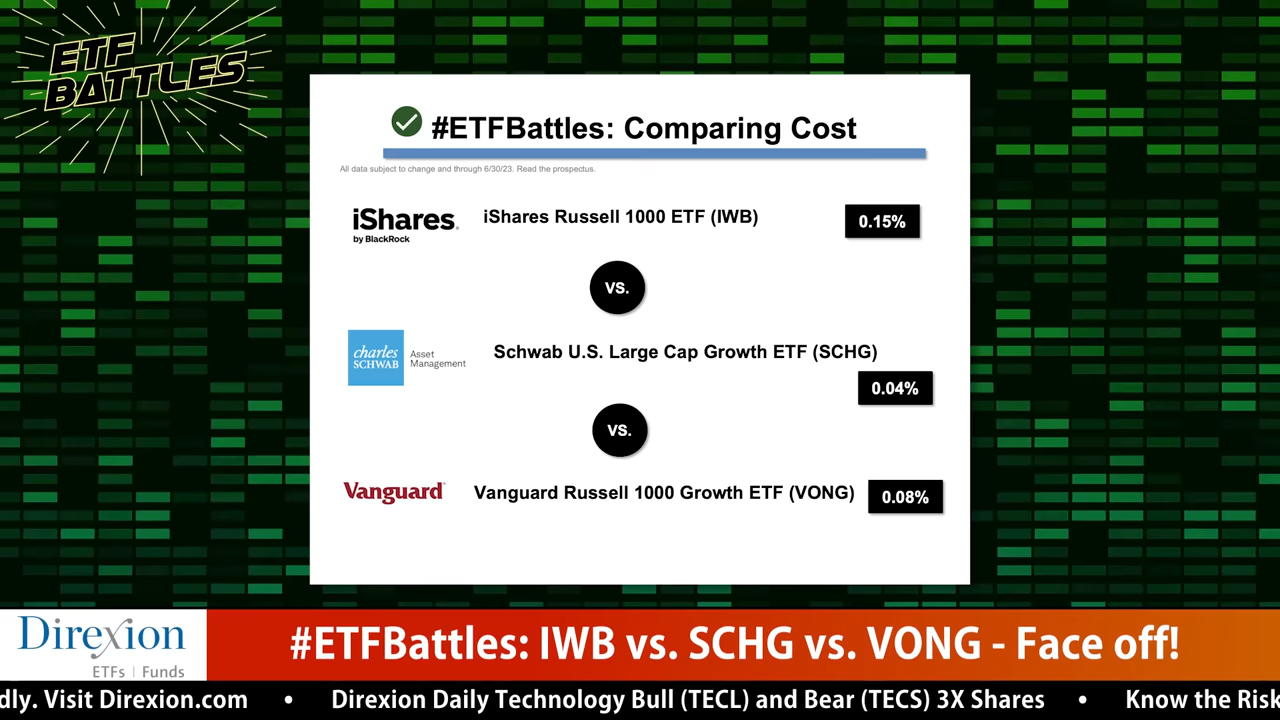 ETF
BATTLES
#ETFBattles: Comparing Cost
All data subject to change and through 6/30/23. Read the prospectus.
iShares.
by BlackRock
iShares Russell 1000 ETF (IWB)
0.15%
VS.
charles
SCHWAB
Asset
Management
Schwab U.S. Large Cap Growth ETF (SCHG)
0.04%
VS.
Vanguard
Vanguard Russell 1000 Growth ETF (VONG)
0.08%
Direxion
ETFs | Funds
#ETFBattles: IWB vs. SCHG vs. VONG - Face off!
dly. Visit Direxion.com • Direxion Daily Technology Bull (TECL) and Bear (TECS) 3X Shares • Know the Risk